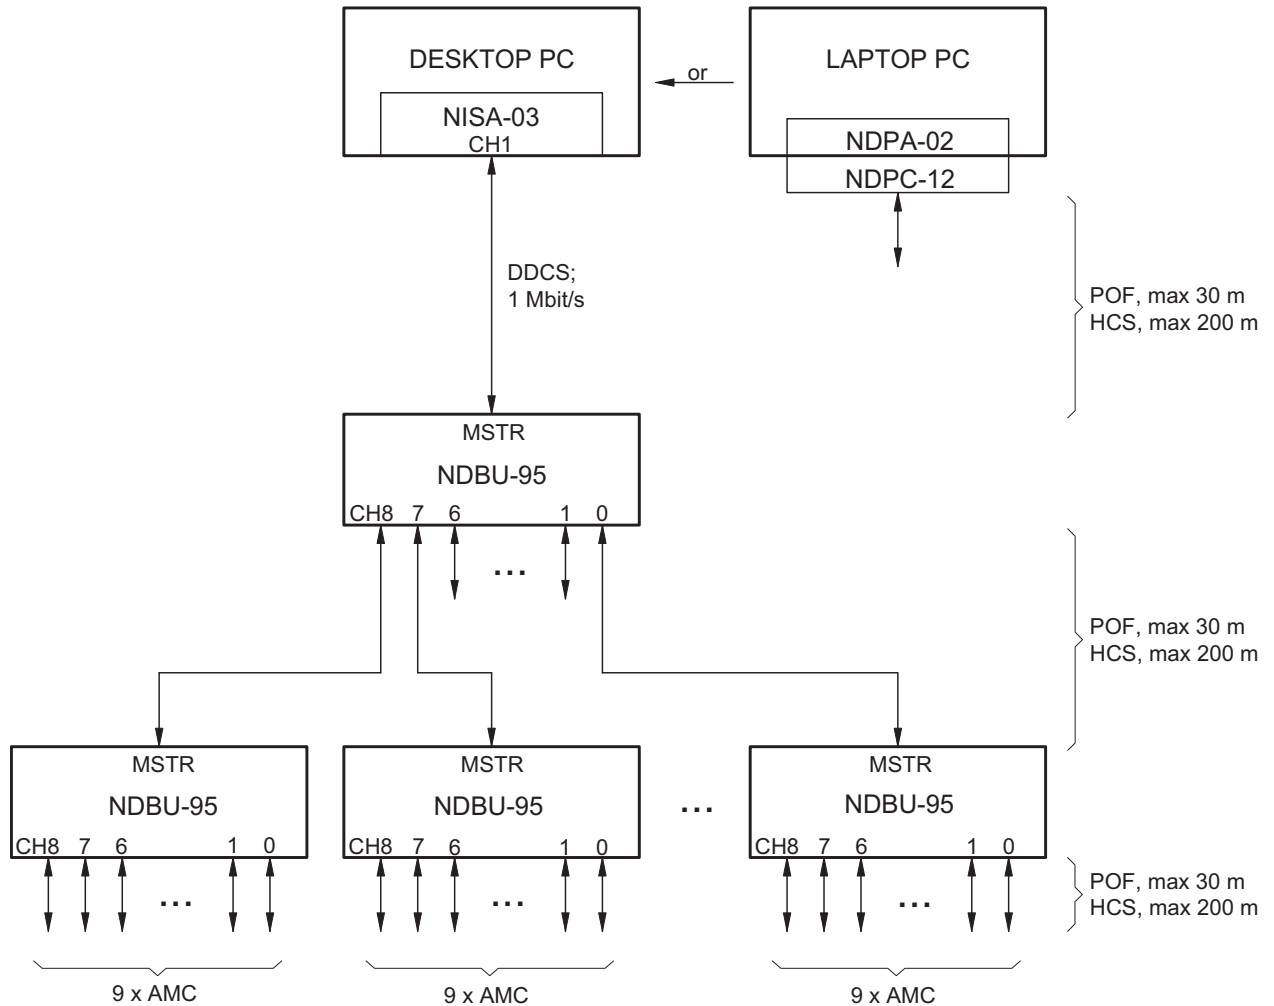 DESKTOP PC
NISA-03
CH1
or
LAPTOP PC
NDPA-02
NDPC-12
DDCS;
1 Mbit/s
POF, max 30 m
HCS, max 200 m
MSTR
NDBU-95
CH8 7 6 1 0
...
POF, max 30 m
HCS, max 200 m
MSTR
NDBU-95
CH8 7 6 1 0
...
9 x AMC
MSTR
NDBU-95
CH8 7 6 1 0
...
9 x AMC
...
MSTR
NDBU-95
CH8 7 6 1 0
...
9 x AMC
POF, max 30 m
HCS, max 200 m